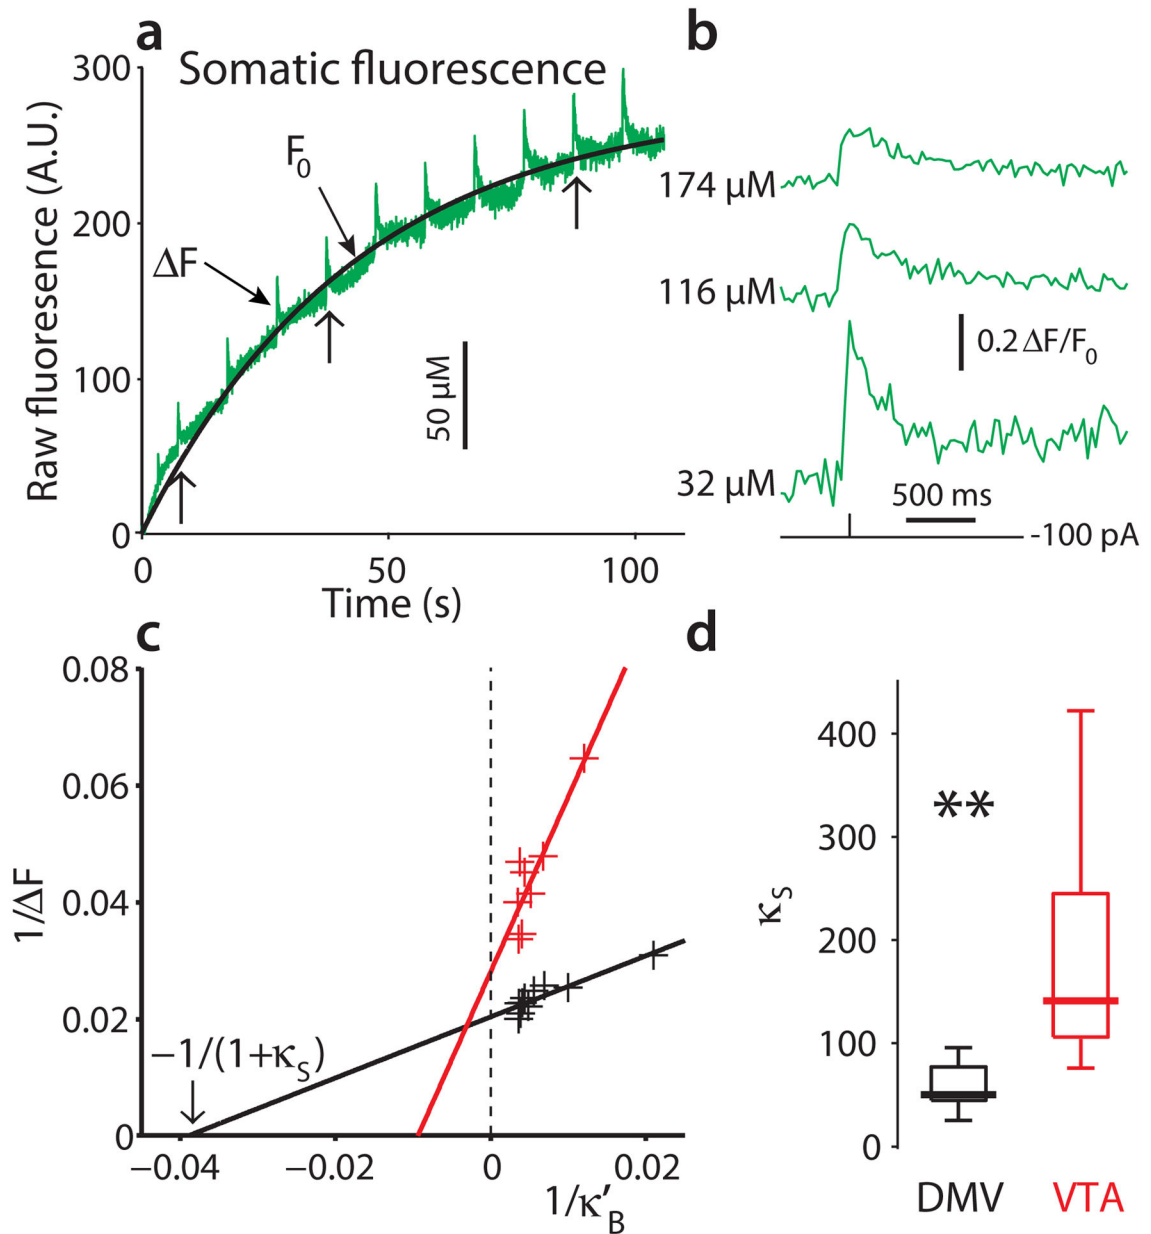 a
Somatic fluorescence
Raw fluorescence (A.U.)
300
200
100
0
F0
ΔF
50 μM
0
50
100
Time (s)
b
174 μM
116 μM
0.2 ΔF/F0
32 μM
500 ms
-100 pA
c
1/ΔF
0.08
0.06
0.04
0.02
0
−1/(1+κS)
−0.04
−0.02
0
0.02
1/κ′B
d
κS
400
300
200
100
0
**
DMV
VTA